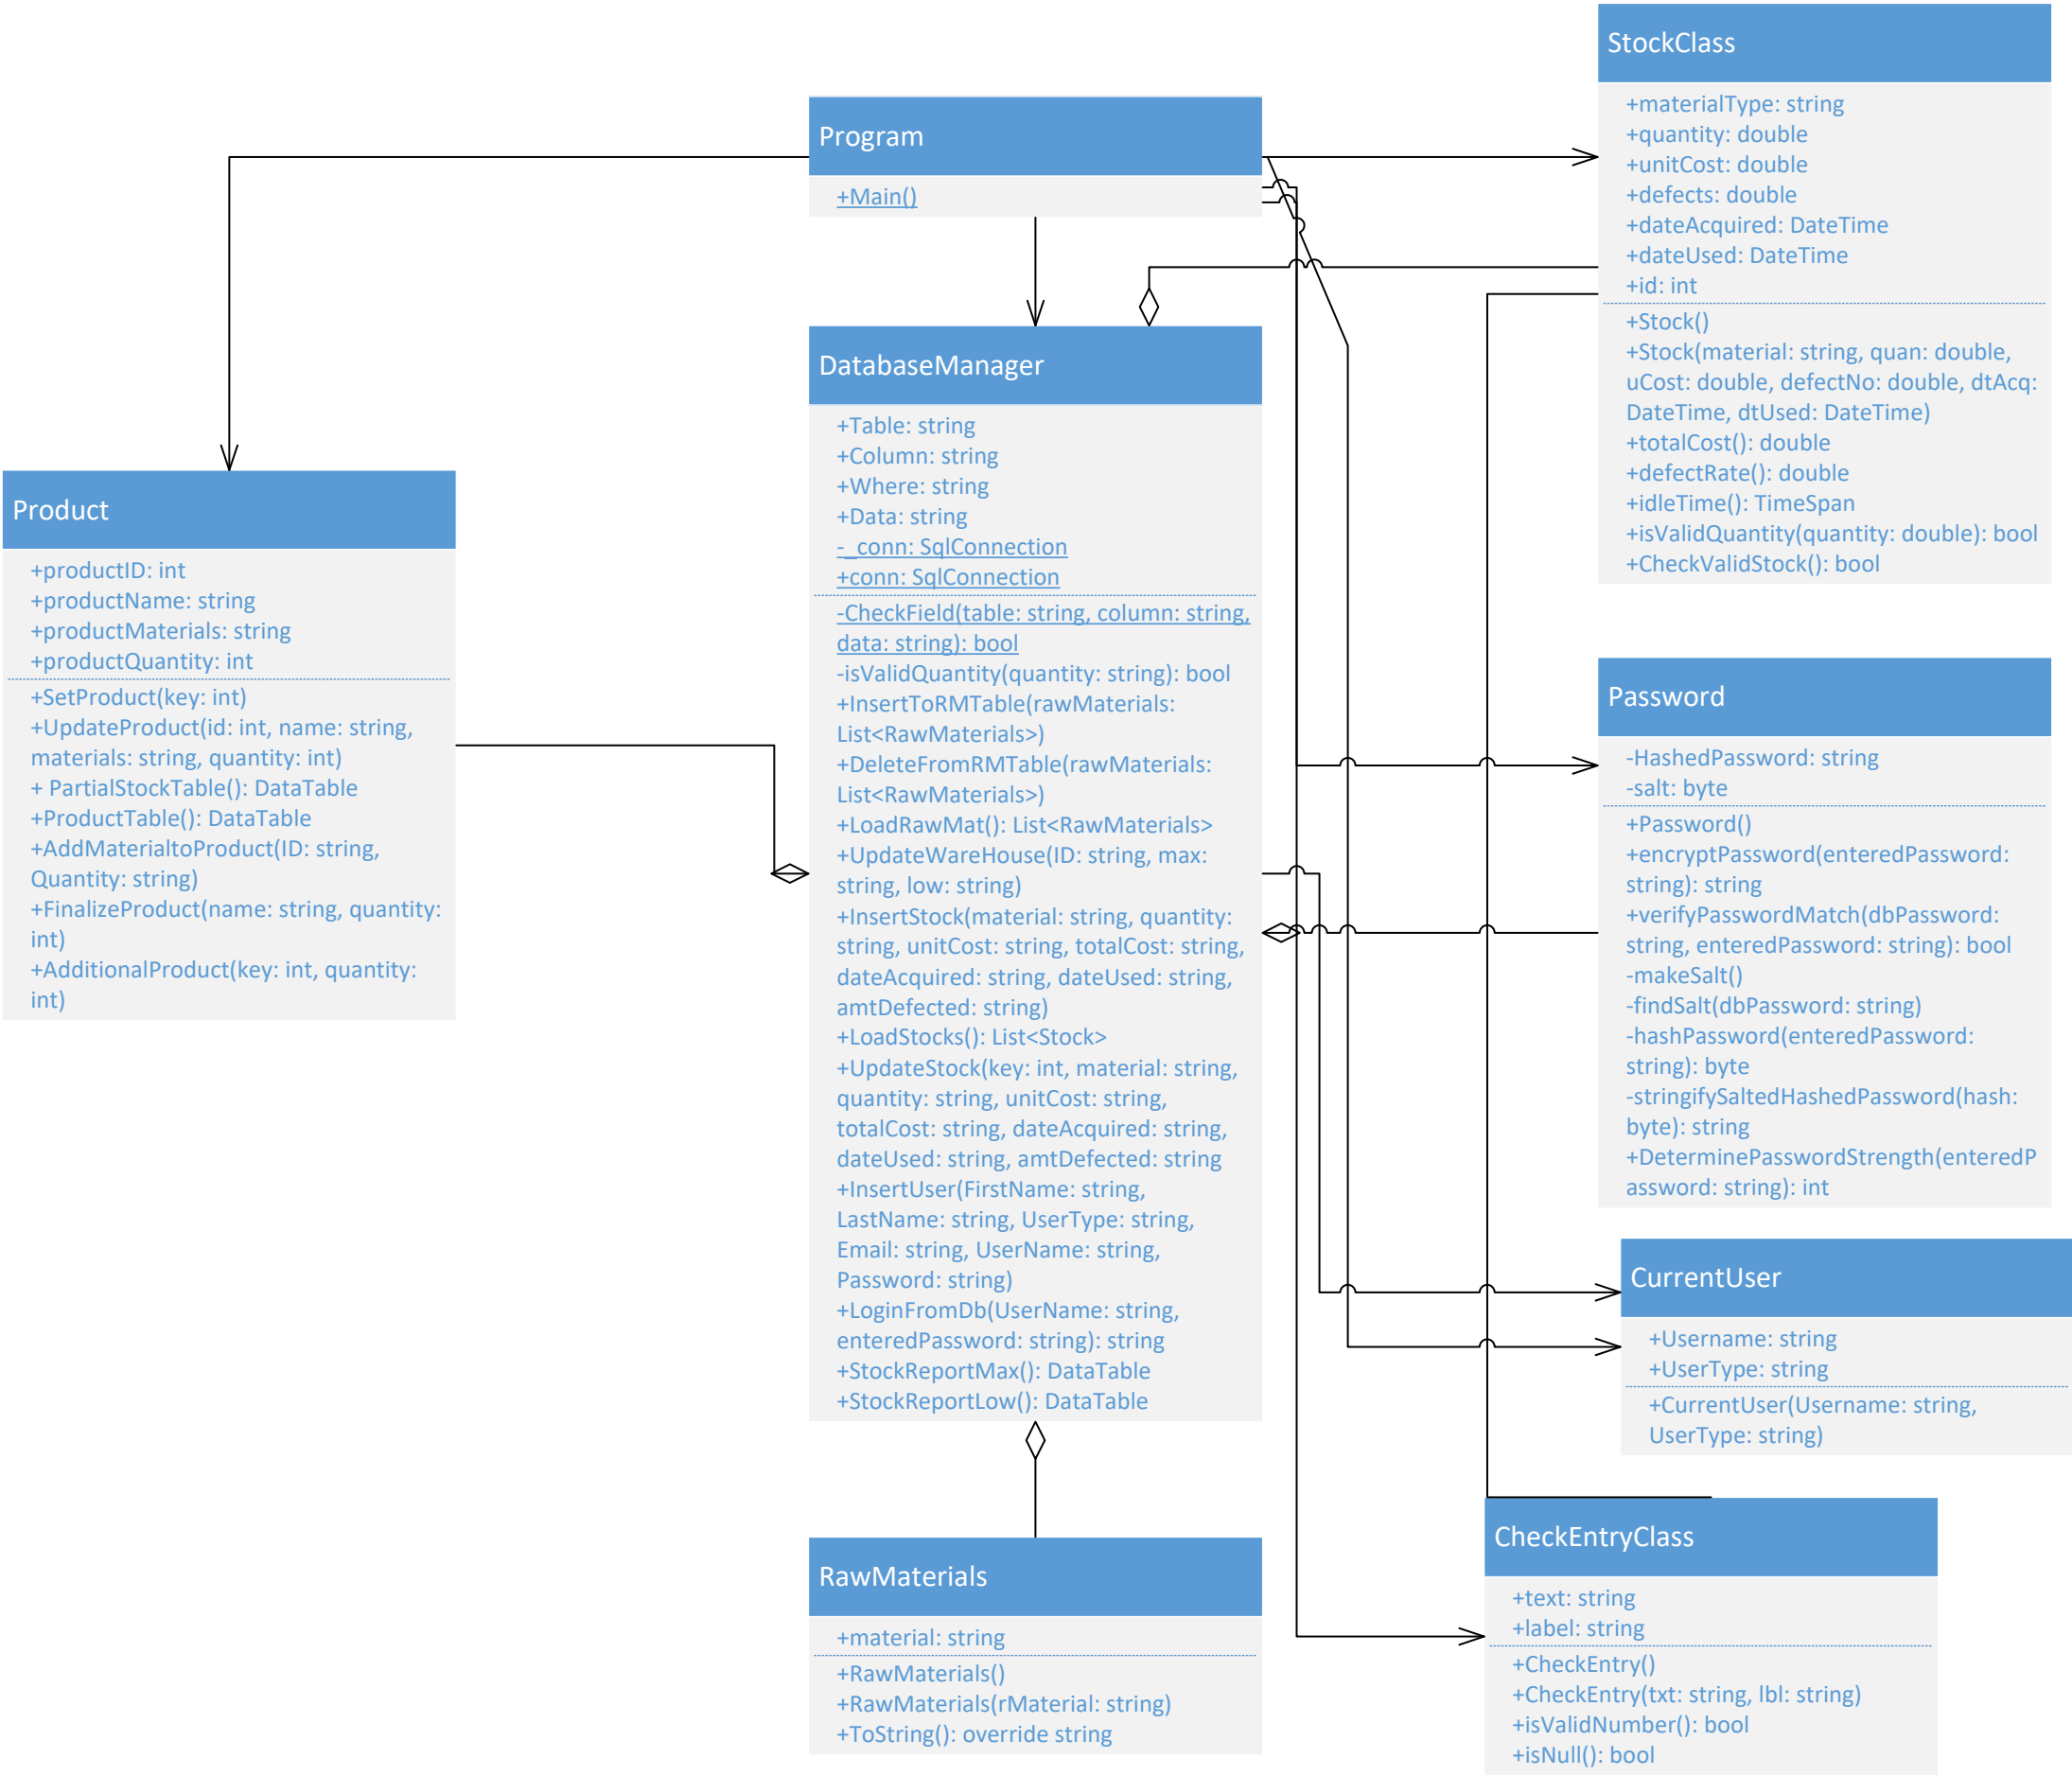 StockClass
+materialType: string
+quantity: double
+unitCost: double
+defects: double
+dateAcquired: DateTime
+dateUsed: DateTime
+id: int
+Stock()
+Stock(material: string, quan: double,
uCost: double, defectNo: double, dtAcq:
DateTime, dtUsed: DateTime)
+totalCost(): double
+defectRate(): double
+idleTime(): TimeSpan
+isValidQuantity(quantity: double): bool
+CheckValidStock(): bool
Program
+Main()
DatabaseManager
+Table: string
+Column: string
+Where: string
+Data: string
-_conn: SqlConnection
+conn: SqlConnection
-CheckField(table: string, column: string,
data: string): bool
-isValidQuantity(quantity: string): bool
+InsertToRMTable(rawMaterials:
List<RawMaterials>)
+DeleteFromRMTable(rawMaterials:
List<RawMaterials>)
+LoadRawMat(): List<RawMaterials>
+UpdateWareHouse(ID: string, max:
string, low: string)
+InsertStock(material: string, quantity:
string, unitCost: string, totalCost: string,
dateAcquired: string, dateUsed: string,
amtDefected: string)
+LoadStocks(): List<Stock>
+UpdateStock(key: int, material: string,
quantity: string, unitCost: string,
totalCost: string, dateAcquired: string,
dateUsed: string, amtDefected: string
+InsertUser(FirstName: string,
LastName: string, UserType: string,
Email: string, UserName: string,
Password: string)
+LoginFromDb(UserName: string,
enteredPassword: string): string
+StockReportMax(): DataTable
+StockReportLow(): DataTable
Product
+productID: int
+productName: string
+productMaterials: string
+productQuantity: int
+SetProduct(key: int)
+UpdateProduct(id: int, name: string,
materials: string, quantity: int)
+ PartialStockTable(): DataTable
+ProductTable(): DataTable
+AddMaterialtoProduct(ID: string,
Quantity: string)
+FinalizeProduct(name: string, quantity:
int)
+AdditionalProduct(key: int, quantity:
int)
Password
-HashedPassword: string
-salt: byte
+Password()
+encryptPassword(enteredPassword:
string): string
+verifyPasswordMatch(dbPassword:
string, enteredPassword: string): bool
-makeSalt()
-findSalt(dbPassword: string)
-hashPassword(enteredPassword:
string): byte
-stringifySaltedHashedPassword(hash:
byte): string
+DeterminePasswordStrength(enteredP
assword: string): int
CurrentUser
+Username: string
+UserType: string
+CurrentUser(Username: string,
UserType: string)
CheckEntryClass
+text: string
+label: string
+CheckEntry()
+CheckEntry(txt: string, lbl: string)
+isValidNumber(): bool
+isNull(): bool
RawMaterials
+material: string
+RawMaterials()
+RawMaterials(rMaterial: string)
+ToString(): override string